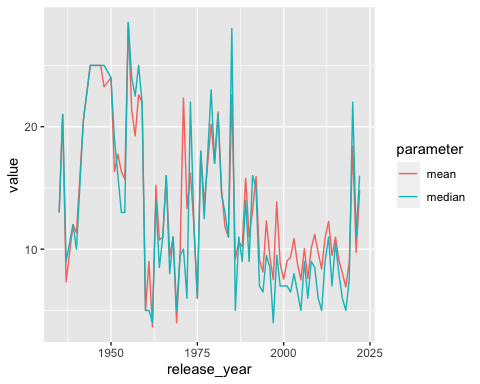 value
20
10
1950
1975
2000
2025
release_year
parameter
mean
median